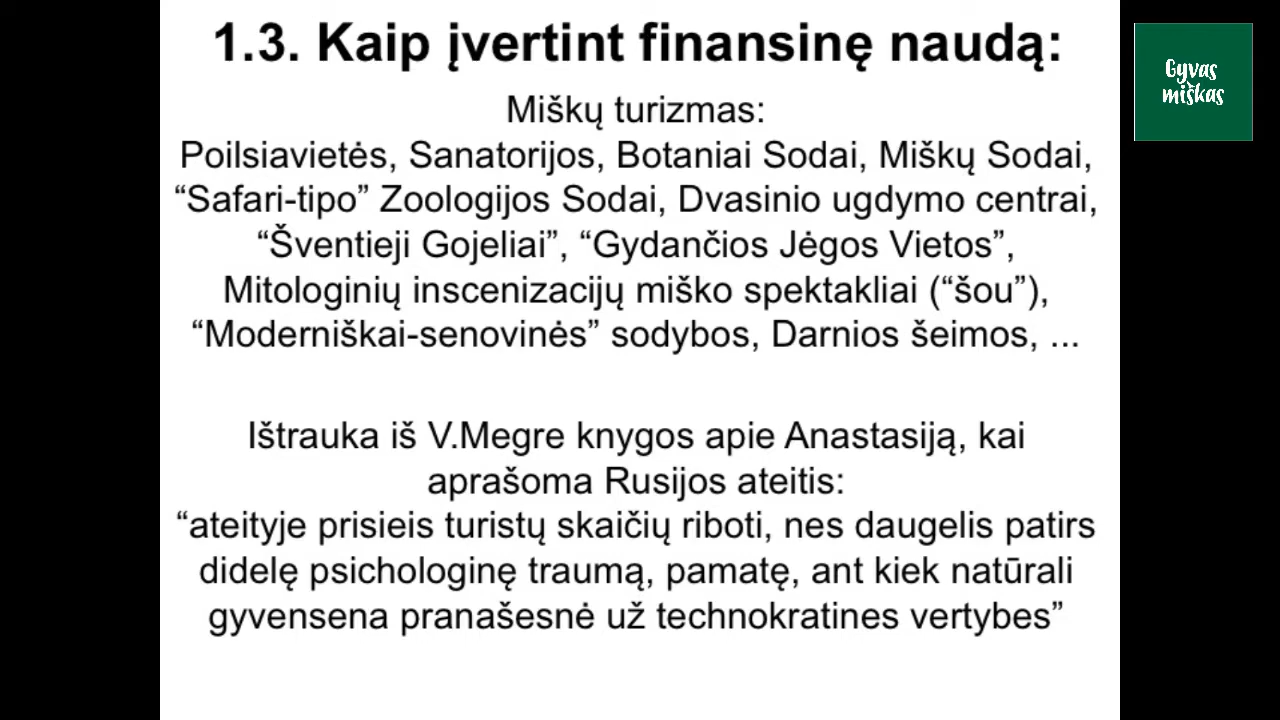 1.3. Kaip įvertint finansinę naudą:
Gyvas
miškas
Miškų turizmas:
Poilsiavietės, Sanatorijos, Botaniai Sodai, Miškų Sodai,
“Safari-tipo” Zoologijos Sodai, Dvasinio ugdymo centrai,
“Šventieji Gojeliai”, “Gydančios Jėgos Vietos”,
Mitologinių inscenizacijų miško spektakliai (“šou”),
“Moderniškai-senovinės” sodybos, Darnios šeimos, ...
Ištrauka iš V.Megre knygos apie Anastasiją, kai
aprašoma Rusijos ateitis:
“ateityje prisieis turistų skaičių riboti, nes daugelis patirs
didelę psichologinę traumą, pamatę, ant kiek natūrali
gyvensena pranašesnė už technokratines vertybes”